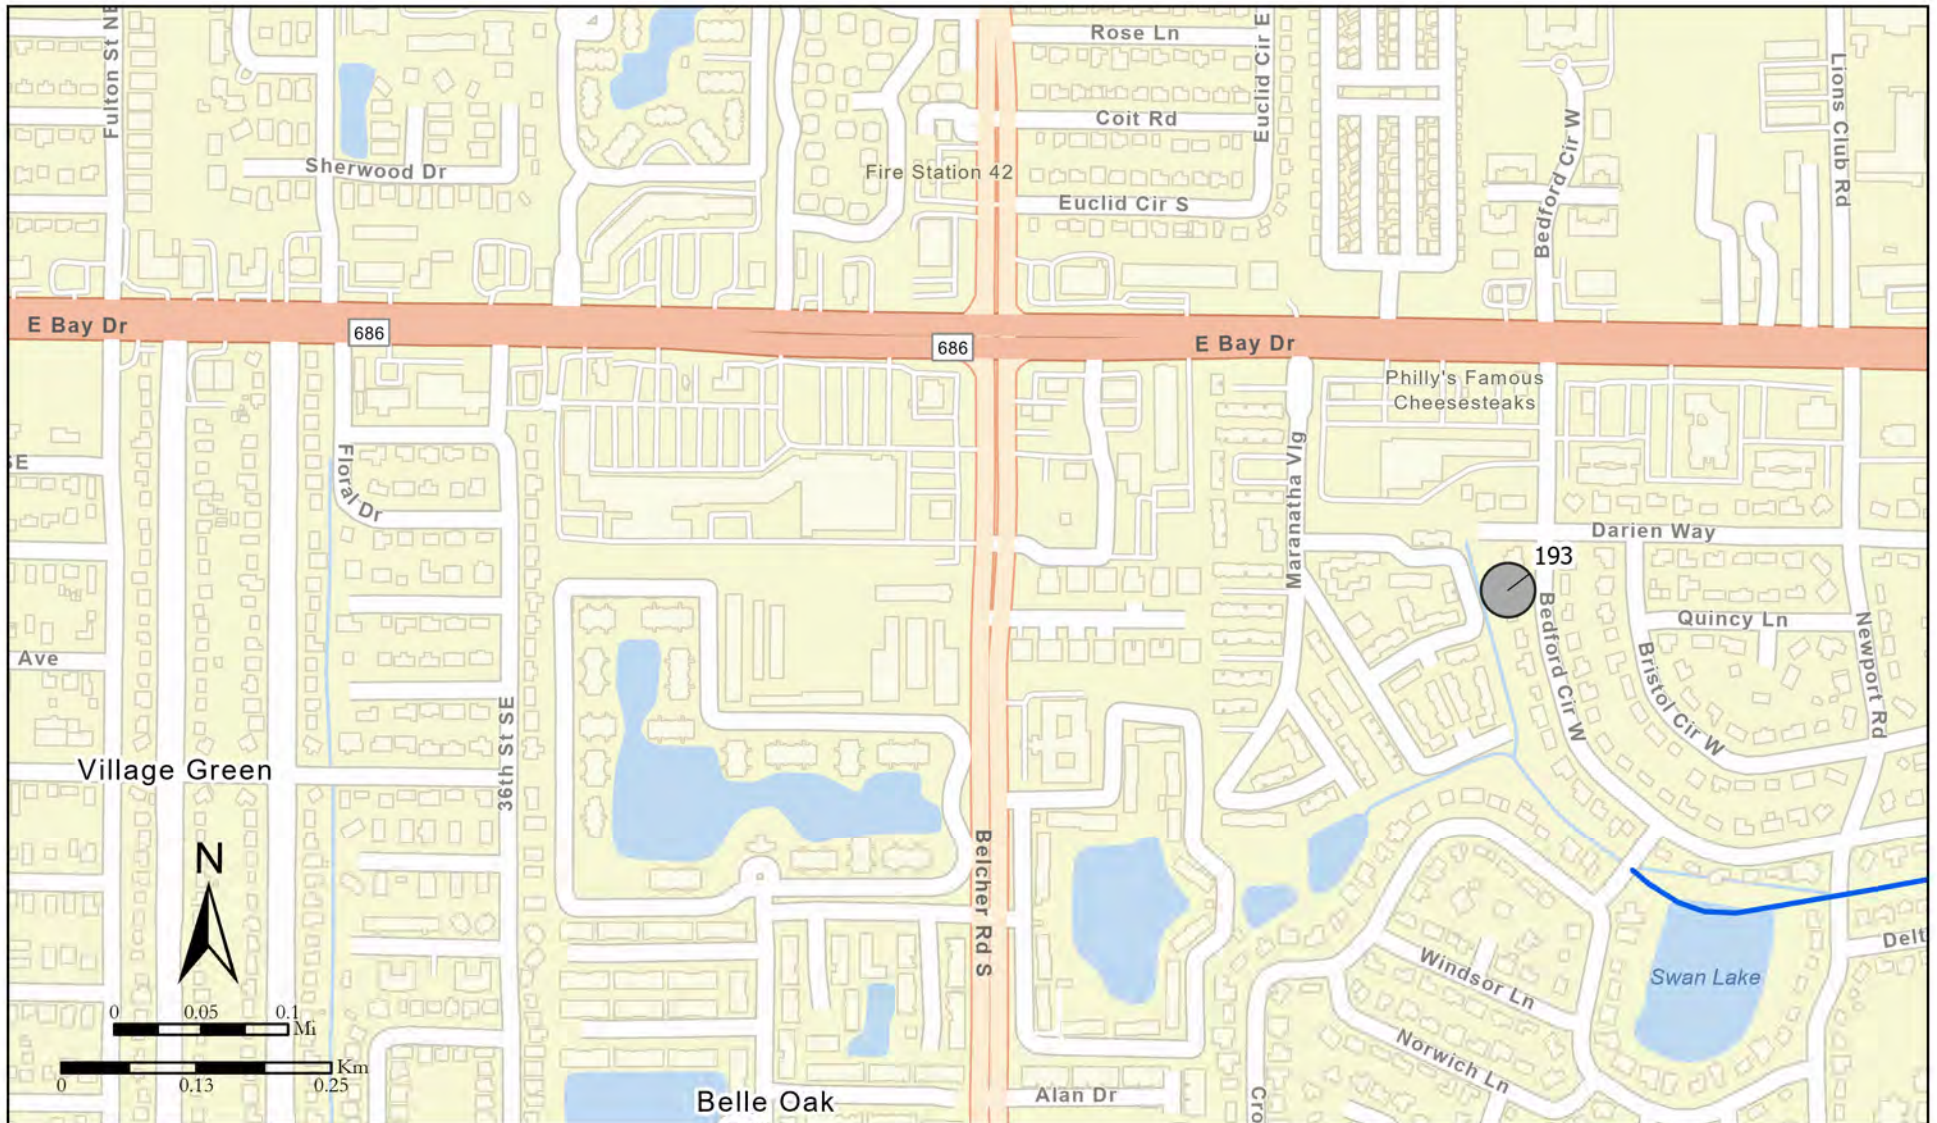 Fulton St NE
Rose Ln
Euclid Cir E
Lions Club Rd
Coit Rd
Bedford Cir W
Sherwood Dr
Fire Station 42
Euclid Cir S
E Bay Dr
686
686
E Bay Dr
Philly's Famous
Cheesesteaks
SE
Floral Dr
Maranatha Vlg
Darien Way
193
Bedford Cir W
Quincy Ln
Newport Rd
Ave
Bristol Cir W
36th St SE
Village Green
Belcher Rd S
N
Delt
Windsor Ln
Swan Lake
0 0.05 0.1
Mi
Norwich Ln
Km
0 0.13 0.25
Belle Oak
Alan Dr
Cro